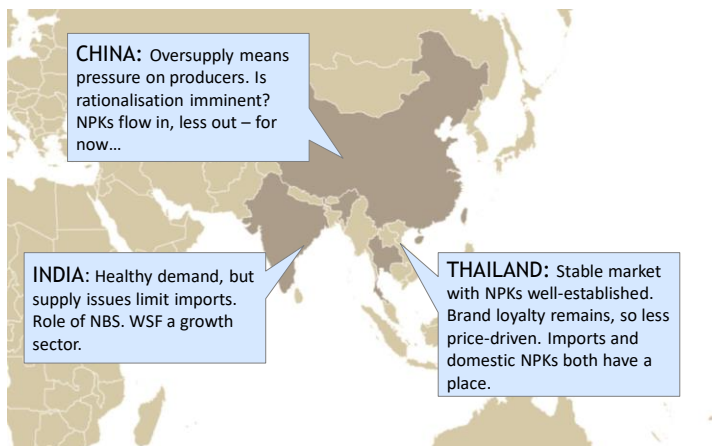 CHINA: Oversupply means
pressure on producers. Is
rationalisation imminent?
NPKs flow in, less out – for
now…
INDIA: Healthy demand, but
supply issues limit imports.
Role of NBS. WSF a growth
sector.
THAILAND: Stable market
with NPKs well-established.
Brand loyalty remains, so less
price-driven. Imports and
domestic NPKs both have a
place.